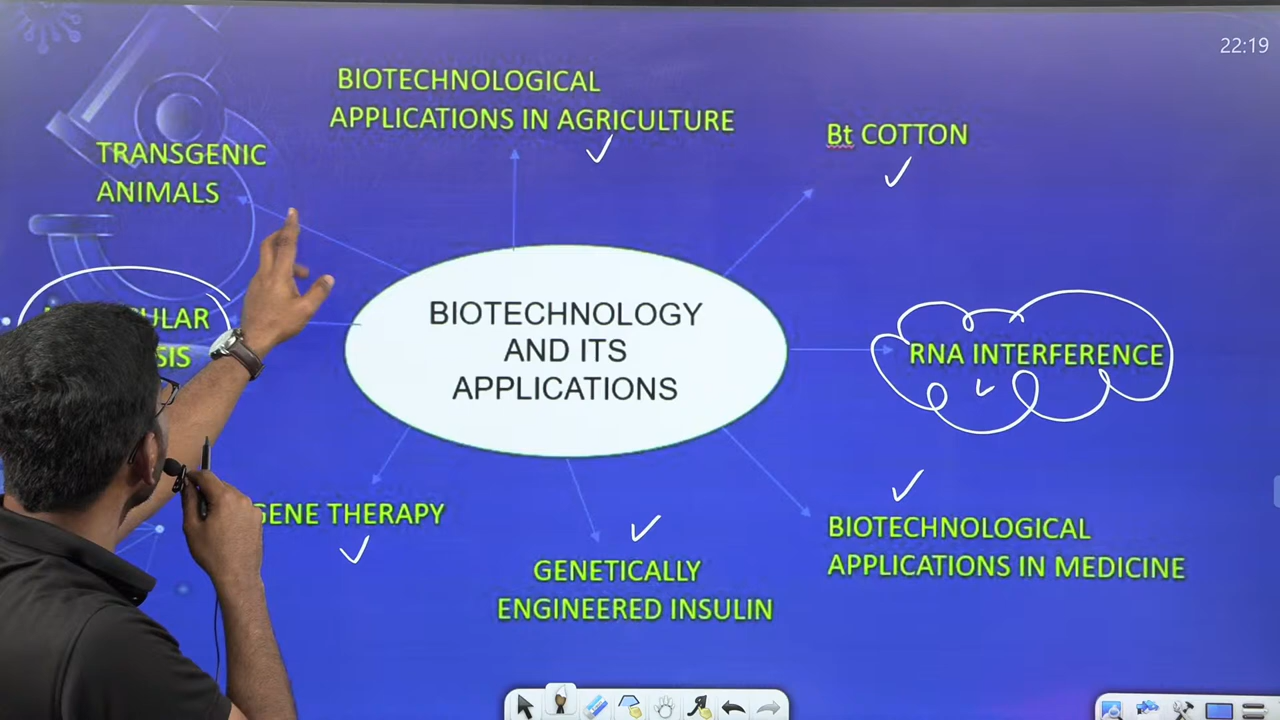 22:19
BIOTECHNOLOGICAL
APPLICATIONS IN AGRICULTURE
Bt COTTON
TRANSGENIC
ANIMALS
BIOTECHNOLOGY
AND ITS
APPLICATIONS
RNA INTERFERENCE
GENE THERAPY
GENETICALLY
ENGINEERED INSULIN
BIOTECHNOLOGICAL
APPLICATIONS IN MEDICINE